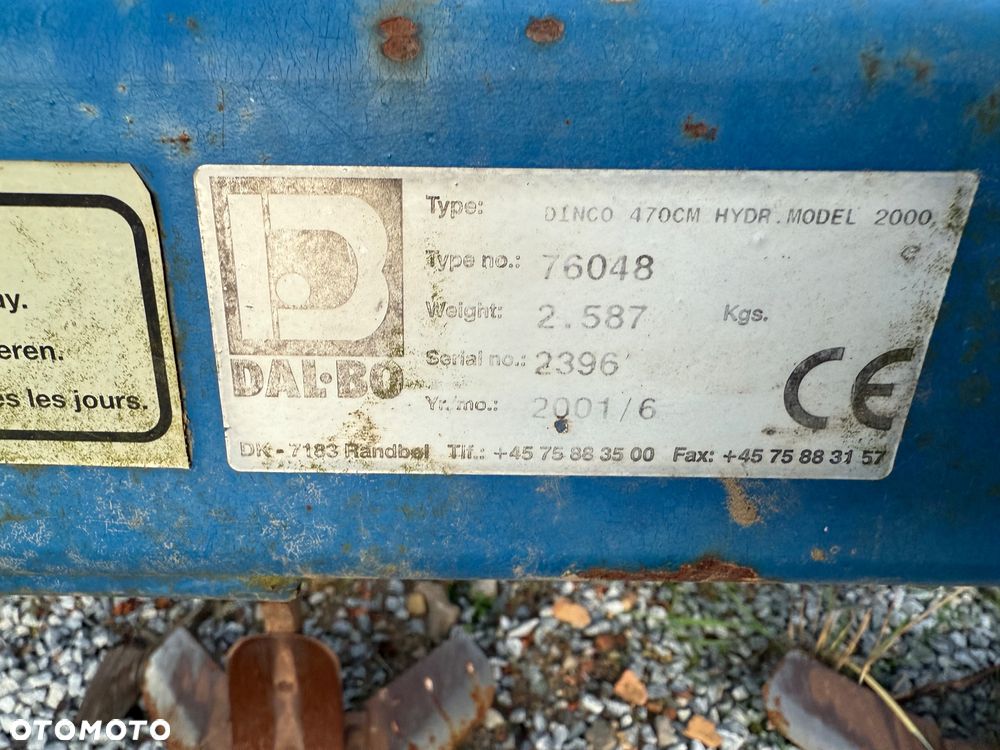 ay.
eren.
es les jours.
DAL·BO
Type: DINCO 470CM HYDR.MODEL 2000,
Type no.: 76048
Weight: 2.587 Kgs.
Serial no.: 2396
Yr. mo.: 2001/6
CE
DK - 7183 Randbøl Tlf.: +45 75 88 35 00 Fax: +45 75 88 31 57
OTOMOTO